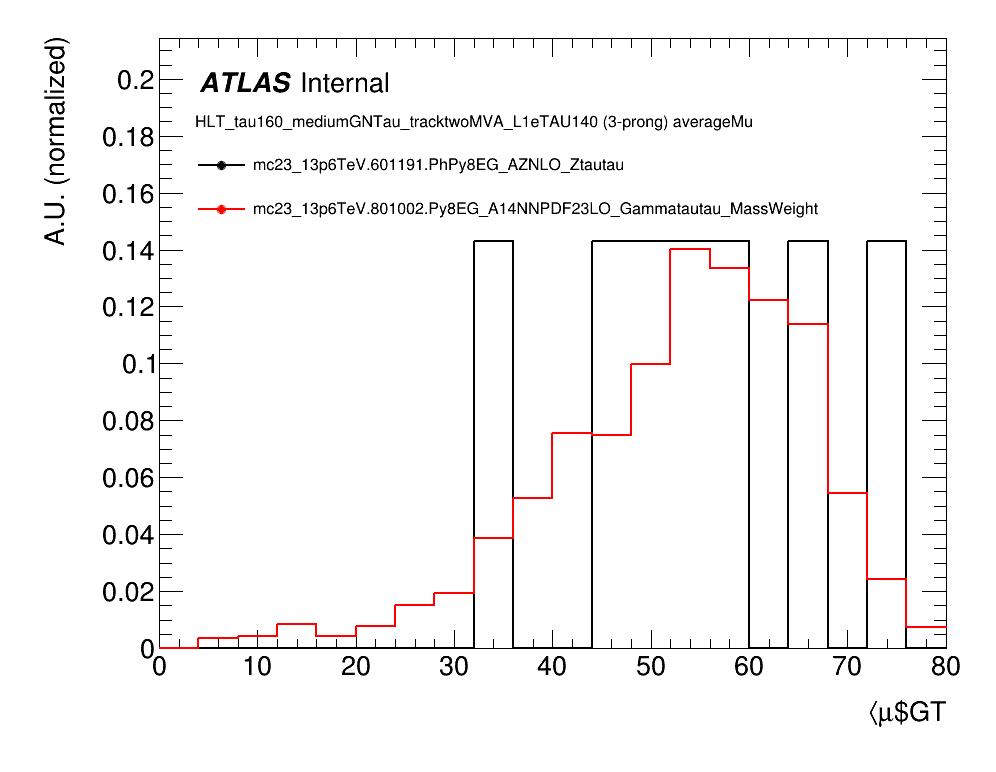 A.U. (normalized)
ATLAS Internal
HLT_tau160_mediumGNTau_tracktwoMVA_L1eTAU140 (3-prong) averageMu
mc23_13p6TeV.601191.PhPy8EG_AZNLO_Ztautau
mc23_13p6TeV.801002.Py8EG_A14NNPDF23LO_Gammatautau_MassWeight
0.2
0.18
0.16
0.14
0.12
0.1
0.08
0.06
0.04
0.02
0
0 10 20 30 40 50 60 70 80
⟨μ$GT